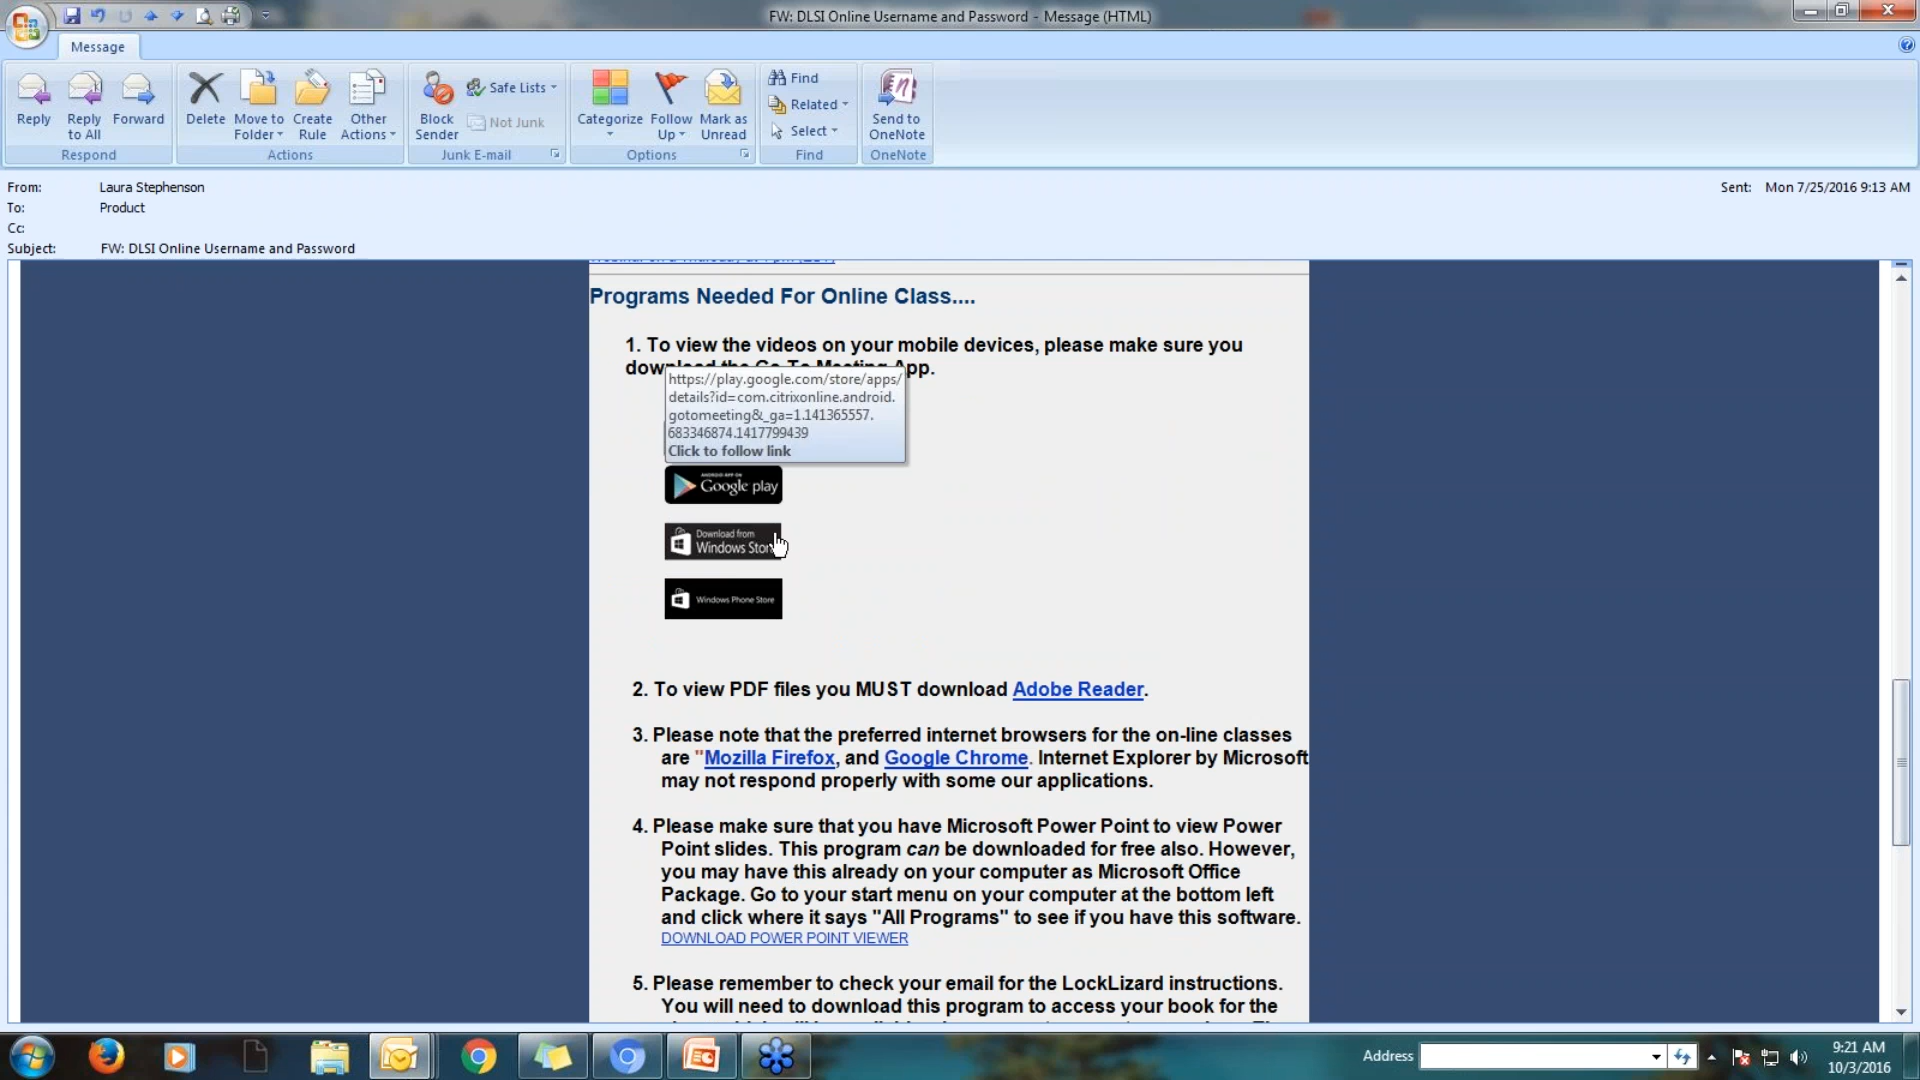 FW: DLSI Online Username and Password - Message (HTML)
Message
Reply
Reply to All
Forward
Delete
Move to Folder
Create Rule
Other Actions
Block Sender
Safe Lists
Not Junk
Categorize
Follow Up
Mark as Unread
Find
Related
Select
Send to OneNote
Respond
Actions
Junk E-mail
Options
Find
OneNote
From: Laura Stephenson
Sent: Mon 7/25/2016 9:13 AM
To: Product
Cc:
Subject: FW: DLSI Online Username and Password
Programs Needed For Online Class....
1. To view the videos on your mobile devices, please make sure you
download the Go To Meeting App.
https://play.google.com/store/apps/
details?id=com.citrixonline.android.
gotomeeting&_ga=1.141365557.
683346874.1417799439
Click to follow link
ANDROID APP ON
Google play
Download from
Windows Store
Windows Phone Store
2. To view PDF files you MUST download Adobe Reader.
3. Please note that the preferred internet browsers for the on-line classes
are "Mozilla Firefox, and Google Chrome. Internet Explorer by Microsoft
may not respond properly with some our applications.
4. Please make sure that you have Microsoft Power Point to view Power
Point slides. This program can be downloaded for free also. However,
you may have this already on your computer as Microsoft Office
Package. Go to your start menu on your computer at the bottom left
and click where it says "All Programs" to see if you have this software.
DOWNLOAD POWER POINT VIEWER
5. Please remember to check your email for the LockLizard instructions.
You will need to download this program to access your book for the
Address
9:21 AM
10/3/2016